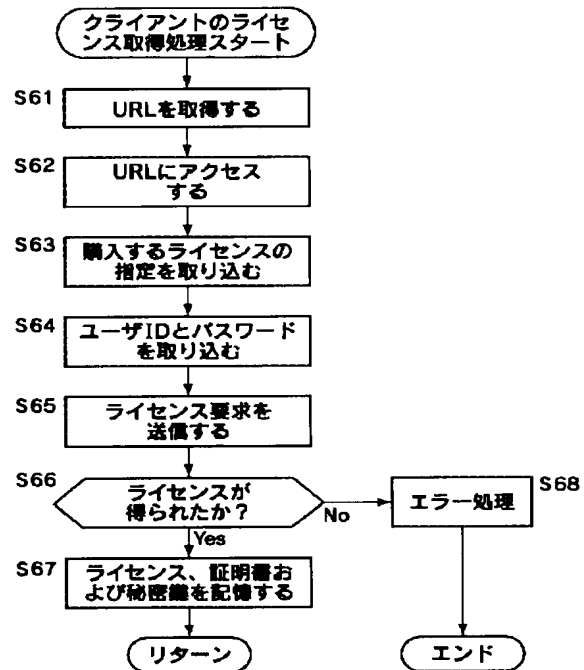 クライアントのライセ
ンス取得処理スタート
S61
URLを取得する
S62
URLにアクセス
する
S63
購入するライセンスの
指定を取り込む
S64
ユーザIDとパスワード
を取り込む
S65
ライセンス要求を
送信する
S66
ライセンスが
得られたか?
No
S68
エラー処理
Yes
S67
ライセンス、証明書お
よび秘密鍵を記憶する
リターン
エンド